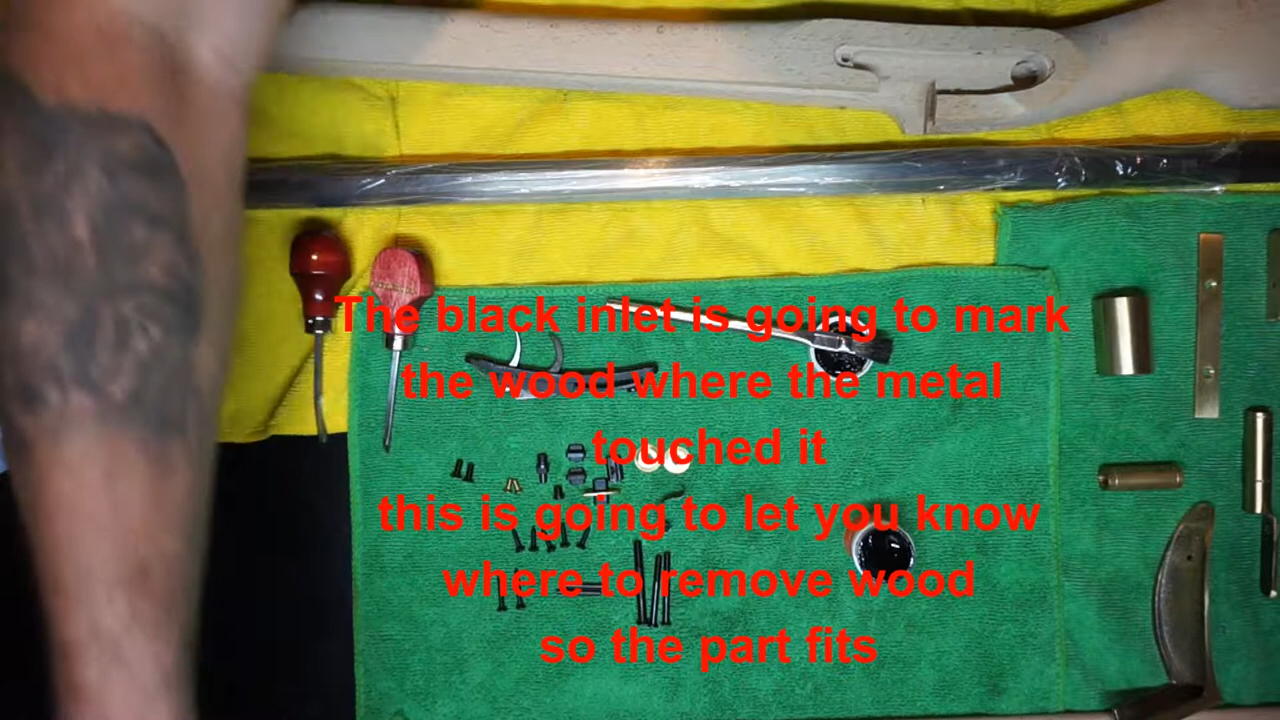 The black inlet is going to mark
the wood where the metal
touched it
this is going to let you know
where to remove wood
so the part fits